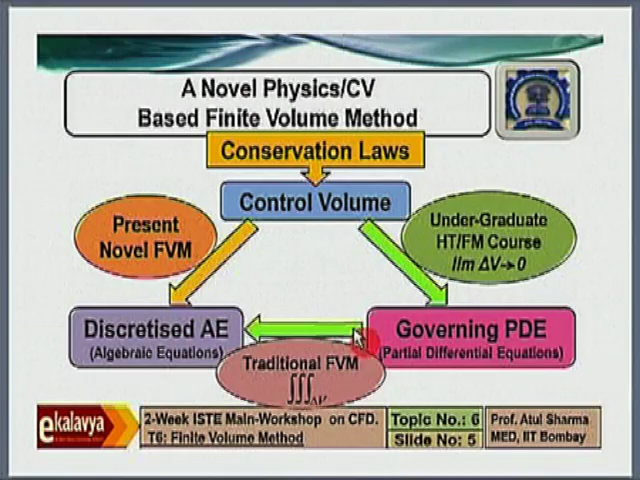 A Novel Physics/CV
Based Finite Volume Method
Conservation Laws
Control Volume
Present
Novel FVM
Under-Graduate
HT/FM Course
lim ΔV→0
Discretised AE
(Algebraic Equations)
Governing PDE
(Partial Differential Equations)
Traditional FVM
∭ΔV
ekalavya
2-Week ISTE Main-Workshop on CFD.
T6: Finite Volume Method
Topic No.: 6
Slide No: 5
Prof. Atul Sharma
MED, IIT Bombay